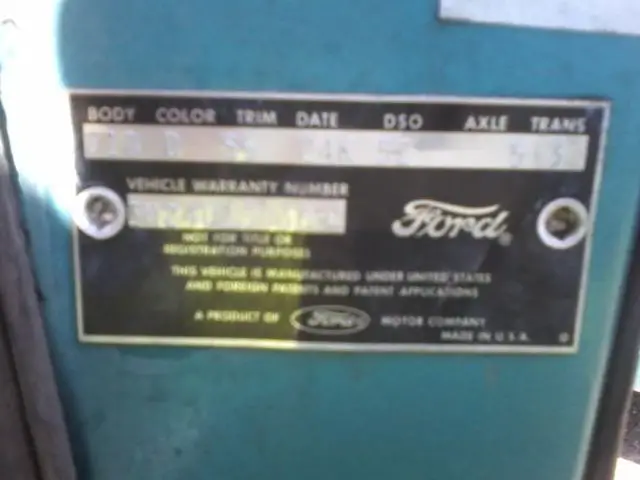 BODY COLOR TRIM DATE DSO AXLE TRANS
VEHICLE WARRANTY NUMBER
Ford
NOT FOR TITLE OR
REGISTRATION PURPOSES
THIS VEHICLE IS MANUFACTURED UNDER UNITED STATES
AND FOREIGN PATENTS AND PATENT APPLICATIONS
A PRODUCT OF Ford MOTOR COMPANY
MADE IN U.S.A.